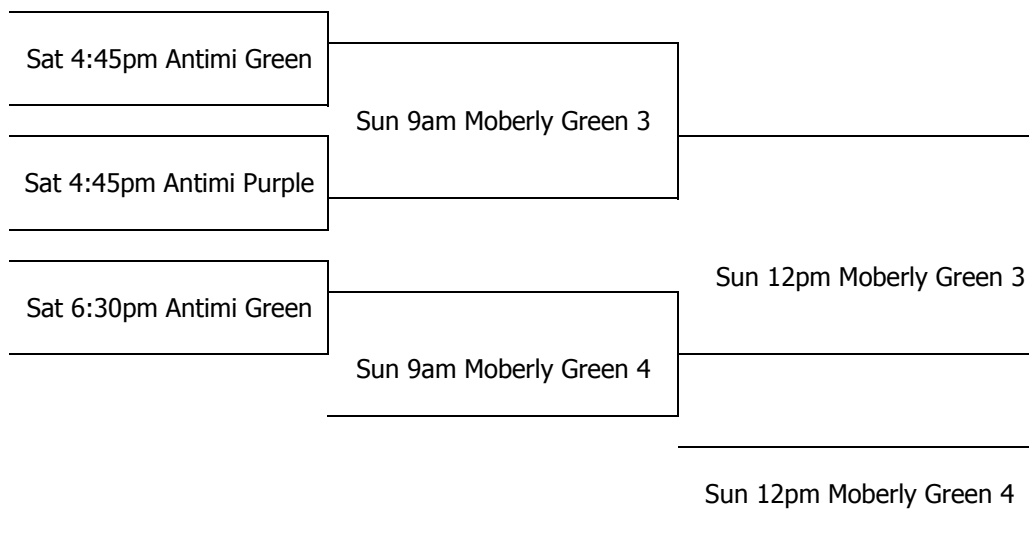 Sat 4:45pm Antimi Green
Sun 9am Moberly Green 3
Sat 4:45pm Antimi Purple
Sun 12pm Moberly Green 3
Sat 6:30pm Antimi Green
Sun 9am Moberly Green 4
Sun 12pm Moberly Green 4